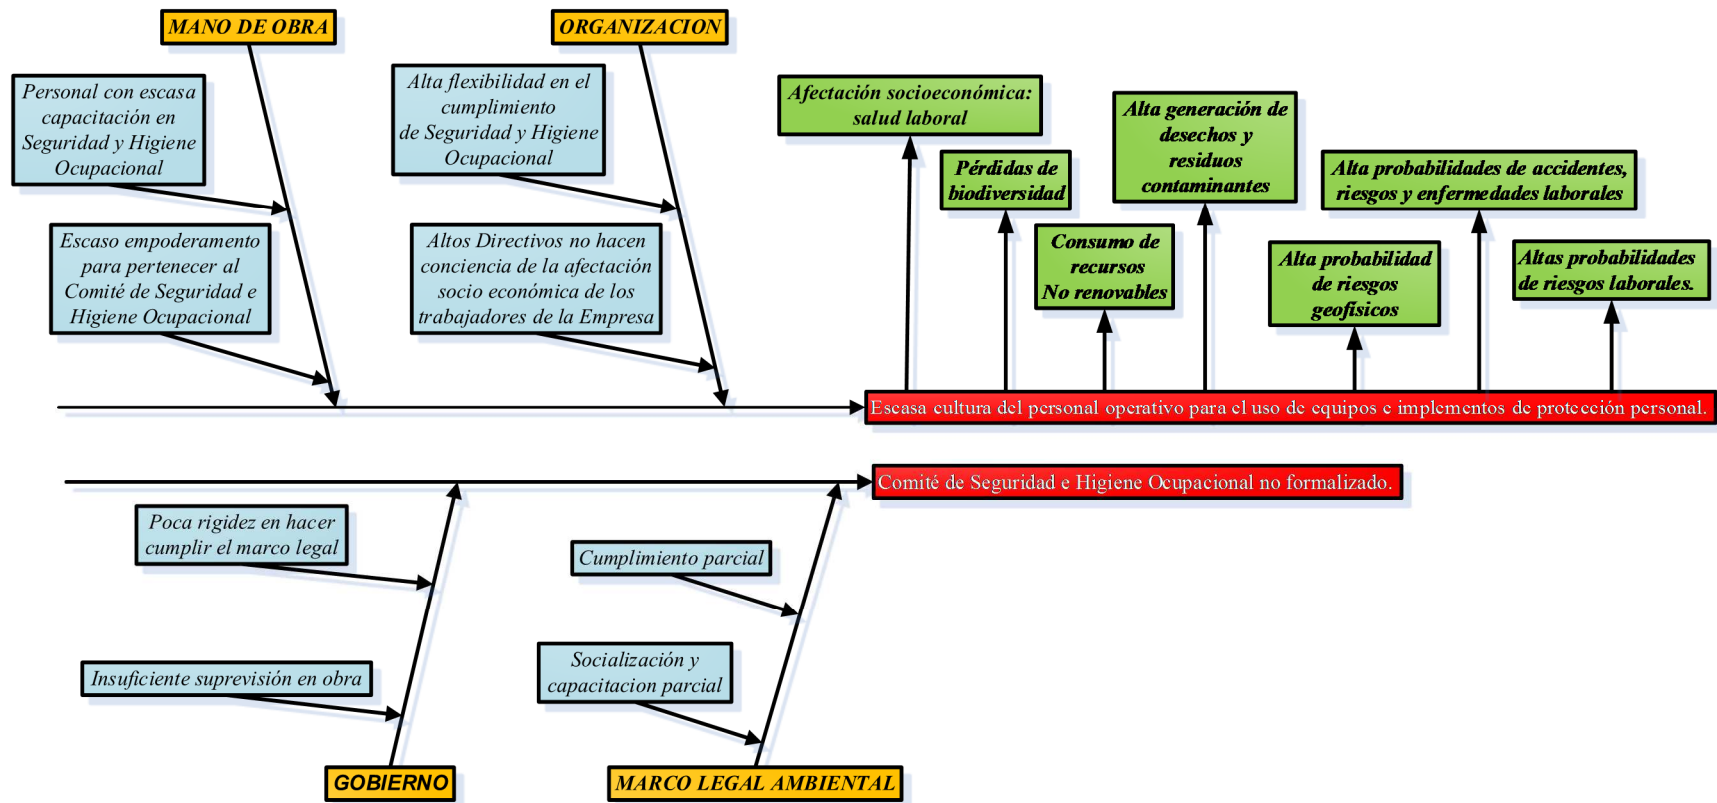 MANO DE OBRA
ORGANIZACION
Personal con escasa
capacitación en
Seguridad y Higiene
Ocupacional
Alta flexibilidad en el
cumplimiento
de Seguridad y Higiene
Ocupacional
Escaso empoderamento
para pertenecer al
Comité de Seguridad e
Higiene Ocupacional
Altos Directivos no hacen
conciencia de la afectación
socio económica de los
trabajadores de la Empresa
Afectación socioeconómica:
salud laboral
Pérdidas de
biodiversidad
Consumo de
recursos
No renovables
Alta generación de
desechos y
residuos
contaminantes
Alta probabilidad
de riesgos
geofísicos
Alta probabilidades de accidentes,
riesgos y enfermedades laborales
Altas probabilidades
de riesgos laborales.
Escasa cultura del personal operativo para el uso de equipos e implementos de protección personal.
Comité de Seguridad e Higiene Ocupacional no formalizado.
Poca rigidez en hacer
cumplir el marco legal
Cumplimiento parcial
Insuficiente suprevisión en obra
Socialización y
capacitacion parcial
GOBIERNO
MARCO LEGAL AMBIENTAL